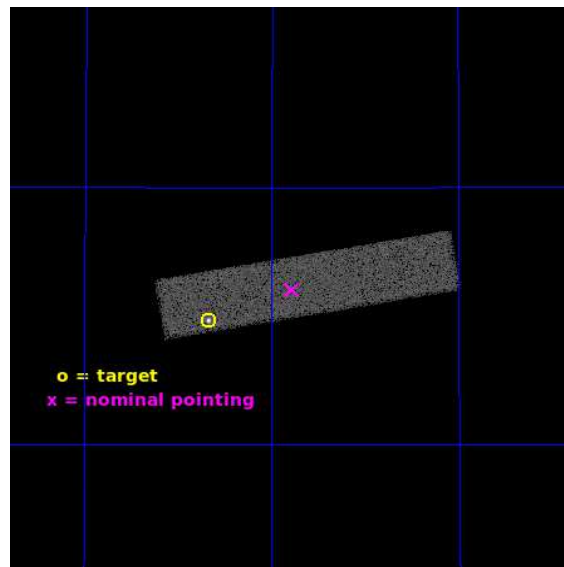 o = target
x = nominal pointing